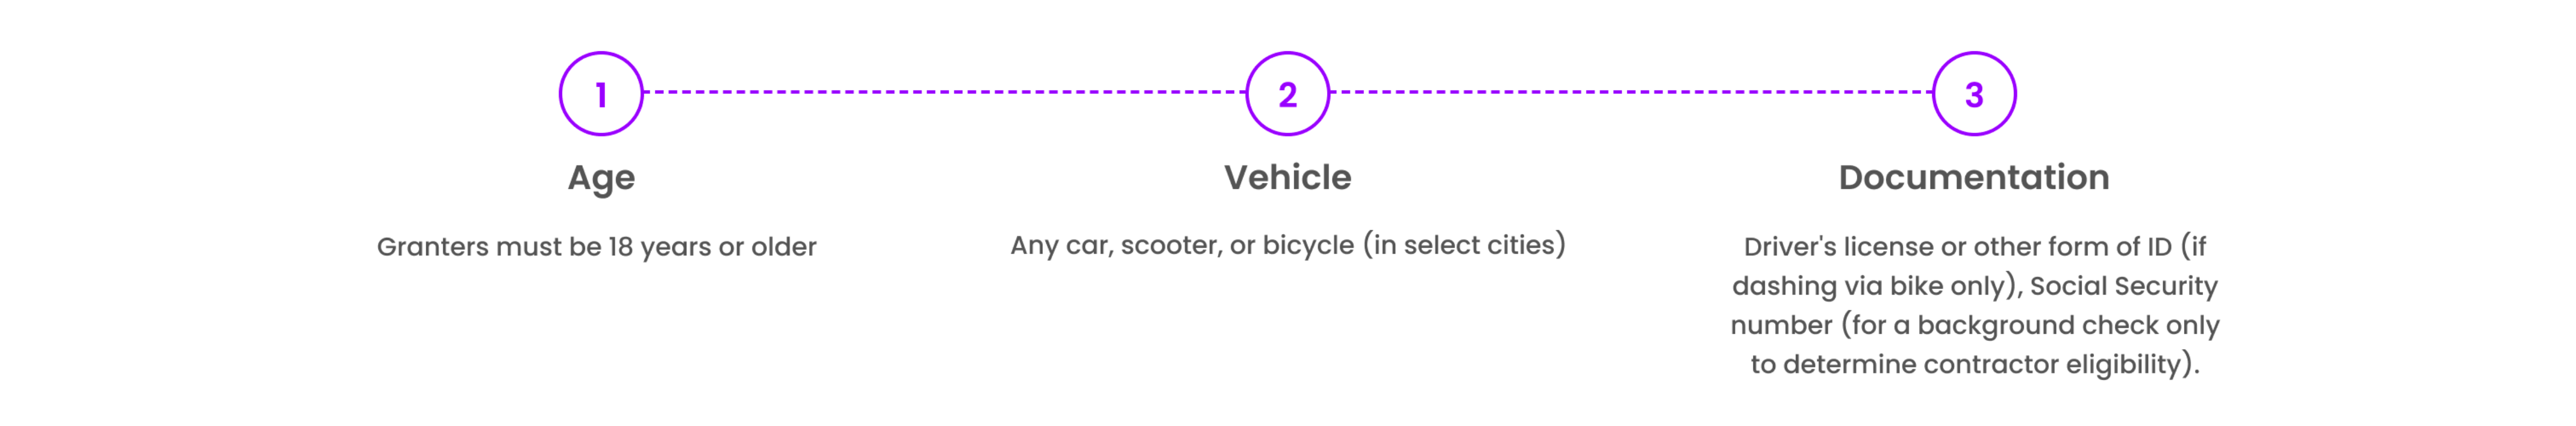 1
2
3
Age
Vehicle
Documentation
Granters must be 18 years or older
Any car, scooter, or bicycle (in select cities)
Driver's license or other form of ID (if
dashing via bike only), Social Security
number (for a background check only
to determine contractor eligibility).